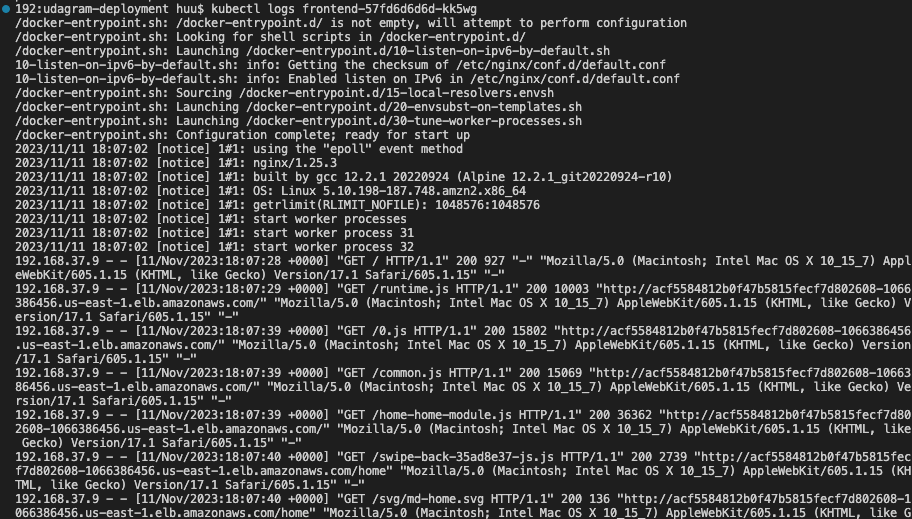 192:udagram-deployment huu$ kubectl logs frontend-57fd6d6d6d-kk5wg
/docker-entrypoint.sh: /docker-entrypoint.d/ is not empty, will attempt to perform configuration
/docker-entrypoint.sh: Looking for shell scripts in /docker-entrypoint.d/
/docker-entrypoint.sh: Launching /docker-entrypoint.d/10-listen-on-ipv6-by-default.sh
10-listen-on-ipv6-by-default.sh: info: Getting the checksum of /etc/nginx/conf.d/default.conf
10-listen-on-ipv6-by-default.sh: info: Enabled listen on IPv6 in /etc/nginx/conf.d/default.conf
/docker-entrypoint.sh: Sourcing /docker-entrypoint.d/15-local-resolvers.envsh
/docker-entrypoint.sh: Launching /docker-entrypoint.d/20-envsubst-on-templates.sh
/docker-entrypoint.sh: Launching /docker-entrypoint.d/30-tune-worker-processes.sh
/docker-entrypoint.sh: Configuration complete; ready for start up
2023/11/11 18:07:02 [notice] 1#1: using the "epoll" event method
2023/11/11 18:07:02 [notice] 1#1: nginx/1.25.3
2023/11/11 18:07:02 [notice] 1#1: built by gcc 12.2.1 20220924 (Alpine 12.2.1_git20220924-r10)
2023/11/11 18:07:02 [notice] 1#1: OS: Linux 5.10.198-187.748.amzn2.x86_64
2023/11/11 18:07:02 [notice] 1#1: getrlimit(RLIMIT_NOFILE): 1048576:1048576
2023/11/11 18:07:02 [notice] 1#1: start worker processes
2023/11/11 18:07:02 [notice] 1#1: start worker process 31
2023/11/11 18:07:02 [notice] 1#1: start worker process 32
192.168.37.9 - - [11/Nov/2023:18:07:28 +0000] "GET / HTTP/1.1" 200 927 "-" "Mozilla/5.0 (Macintosh; Intel Mac OS X 10_15_7) Appl
eWebKit/605.1.15 (KHTML, like Gecko) Version/17.1 Safari/605.1.15" "-"
192.168.37.9 - - [11/Nov/2023:18:07:29 +0000] "GET /runtime.js HTTP/1.1" 200 10003 "http://acf5584812b0f47b5815fecf7d802608-1066
386456.us-east-1.elb.amazonaws.com/" "Mozilla/5.0 (Macintosh; Intel Mac OS X 10_15_7) AppleWebKit/605.1.15 (KHTML, like Gecko) V
ersion/17.1 Safari/605.1.15" "-"
192.168.37.9 - - [11/Nov/2023:18:07:39 +0000] "GET /0.js HTTP/1.1" 200 15802 "http://acf5584812b0f47b5815fecf7d802608-1066386456
.us-east-1.elb.amazonaws.com/" "Mozilla/5.0 (Macintosh; Intel Mac OS X 10_15_7) AppleWebKit/605.1.15 (KHTML, like Gecko) Version
/17.1 Safari/605.1.15" "-"
192.168.37.9 - - [11/Nov/2023:18:07:39 +0000] "GET /common.js HTTP/1.1" 200 15069 "http://acf5584812b0f47b5815fecf7d802608-10663
86456.us-east-1.elb.amazonaws.com/" "Mozilla/5.0 (Macintosh; Intel Mac OS X 10_15_7) AppleWebKit/605.1.15 (KHTML, like Gecko) Ve
rsion/17.1 Safari/605.1.15" "-"
192.168.37.9 - - [11/Nov/2023:18:07:39 +0000] "GET /home-home-module.js HTTP/1.1" 200 36362 "http://acf5584812b0f47b5815fecf7d80
2608-1066386456.us-east-1.elb.amazonaws.com/" "Mozilla/5.0 (Macintosh; Intel Mac OS X 10_15_7) AppleWebKit/605.1.15 (KHTML, like
Gecko) Version/17.1 Safari/605.1.15" "-"
192.168.37.9 - - [11/Nov/2023:18:07:40 +0000] "GET /swipe-back-35ad8e37-js.js HTTP/1.1" 200 2739 "http://acf5584812b0f47b5815fec
f7d802608-1066386456.us-east-1.elb.amazonaws.com/home" "Mozilla/5.0 (Macintosh; Intel Mac OS X 10_15_7) AppleWebKit/605.1.15 (KH
TML, like Gecko) Version/17.1 Safari/605.1.15" "-"
192.168.37.9 - - [11/Nov/2023:18:07:40 +0000] "GET /svg/md-home.svg HTTP/1.1" 200 136 "http://acf5584812b0f47b5815fecf7d802608-1
066386456.us-east-1.elb.amazonaws.com/home" "Mozilla/5.0 (Macintosh; Intel Mac OS X 10_15_7) AppleWebKit/605.1.15 (KHTML, like G